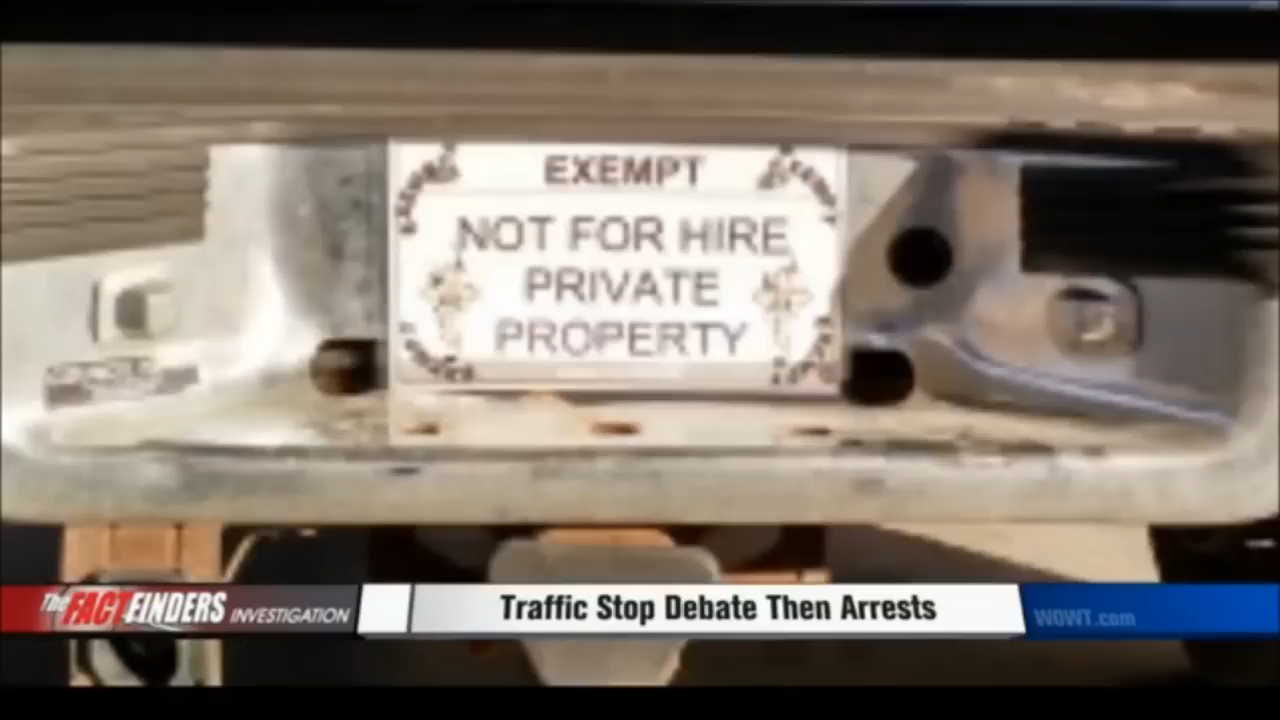 EXEMPT
NOT FOR HIRE
PRIVATE
PROPERTY
The FACT FINDERS INVESTIGATION
Traffic Stop Debate Then Arrests
WOWT.com